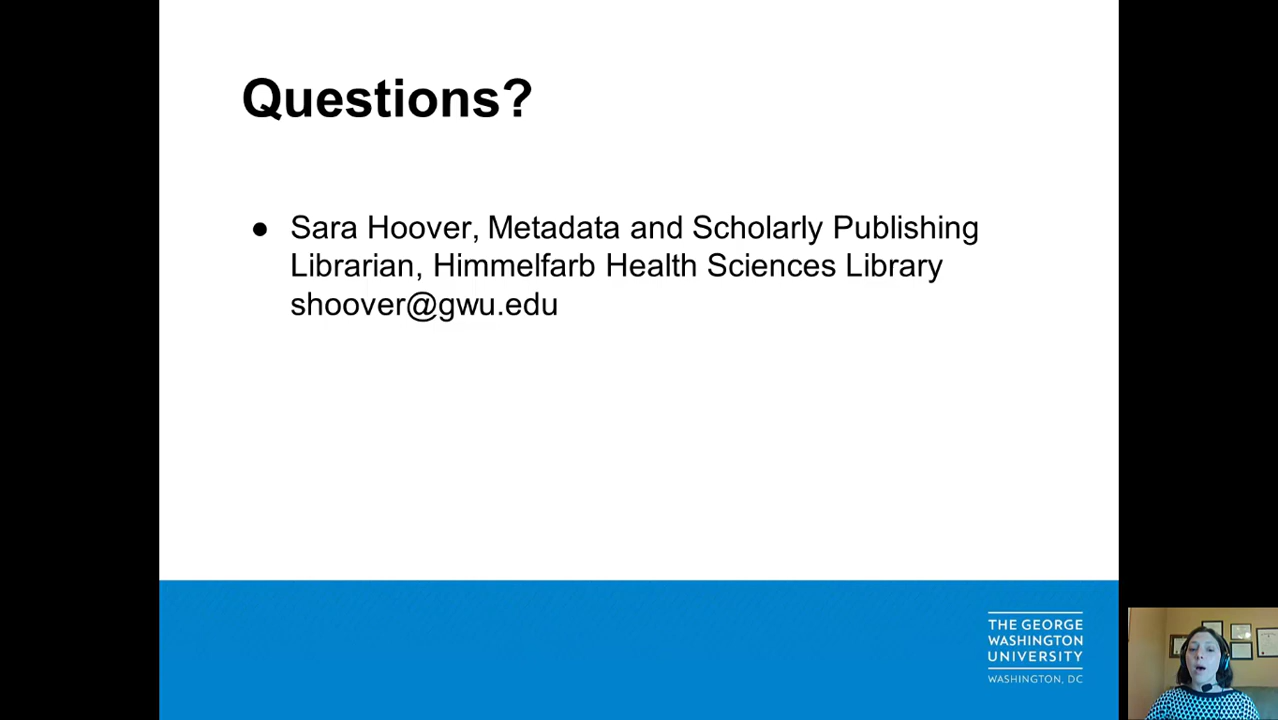 Questions?
● Sara Hoover, Metadata and Scholarly Publishing
Librarian, Himmelfarb Health Sciences Library
shoover@gwu.edu
THE GEORGE
WASHINGTON
UNIVERSITY
WASHINGTON, DC